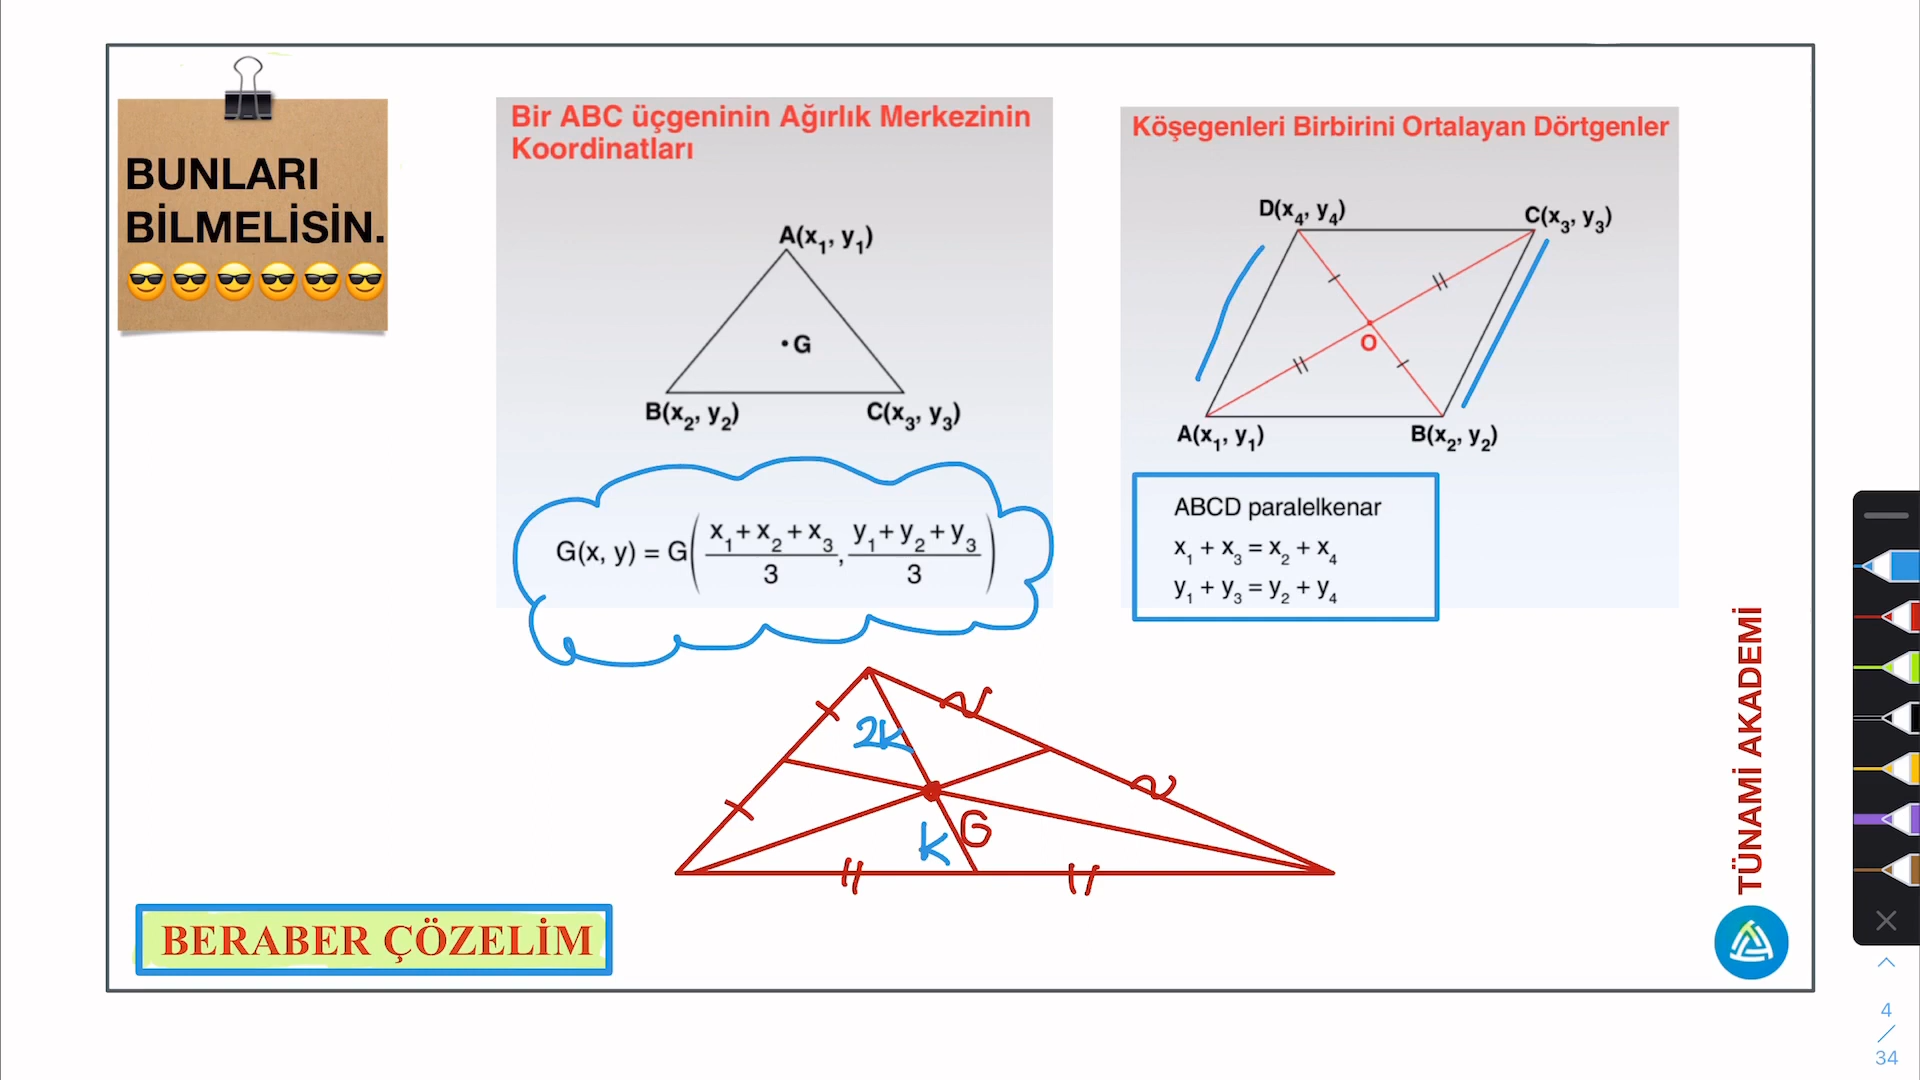 BUNLARI
BİLMELİSİN.
Bir ABC üçgeninin Ağırlık Merkezinin
Koordinatları
A(x₁, y₁)
G
B(x₂, y₂)
C(x₃, y₃)
G(x, y) = G( (x₁+x₂+x₃)/3, (y₁+y₂+y₃)/3 )
Köşegenleri Birbirini Ortalayan Dörtgenler
D(x₄, y₄)
C(x₃, y₃)
O
A(x₁, y₁)
B(x₂, y₂)
ABCD paralelkenar
x₁ + x₃ = x₂ + x₄
y₁ + y₃ = y₂ + y₄
2k
k
G
BERABER ÇÖZELİM
TÜNAMİ AKADEMİ
4
/
34